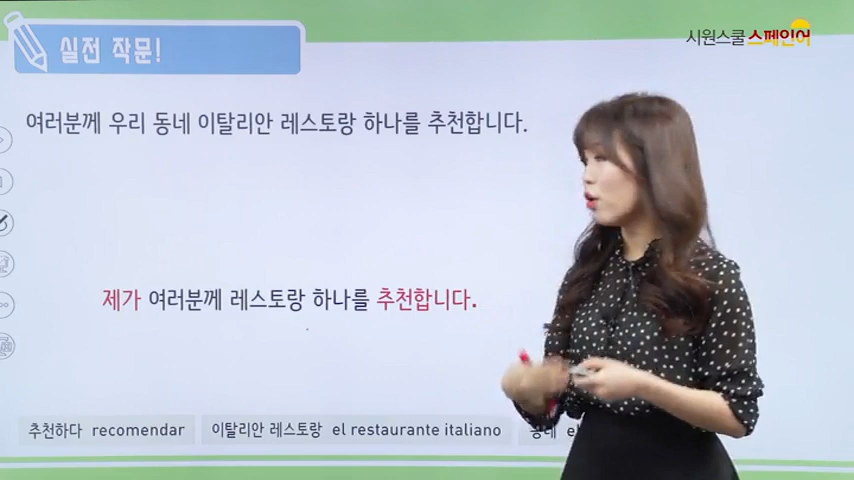 실전 작문!
시원스쿨 스페인어
여러분께 우리 동네 이탈리안 레스토랑 하나를 추천합니다.
제가 여러분께 레스토랑 하나를 추천합니다.
추천하다 recomendar 이탈리안 레스토랑 el restaurante italiano 동네 el